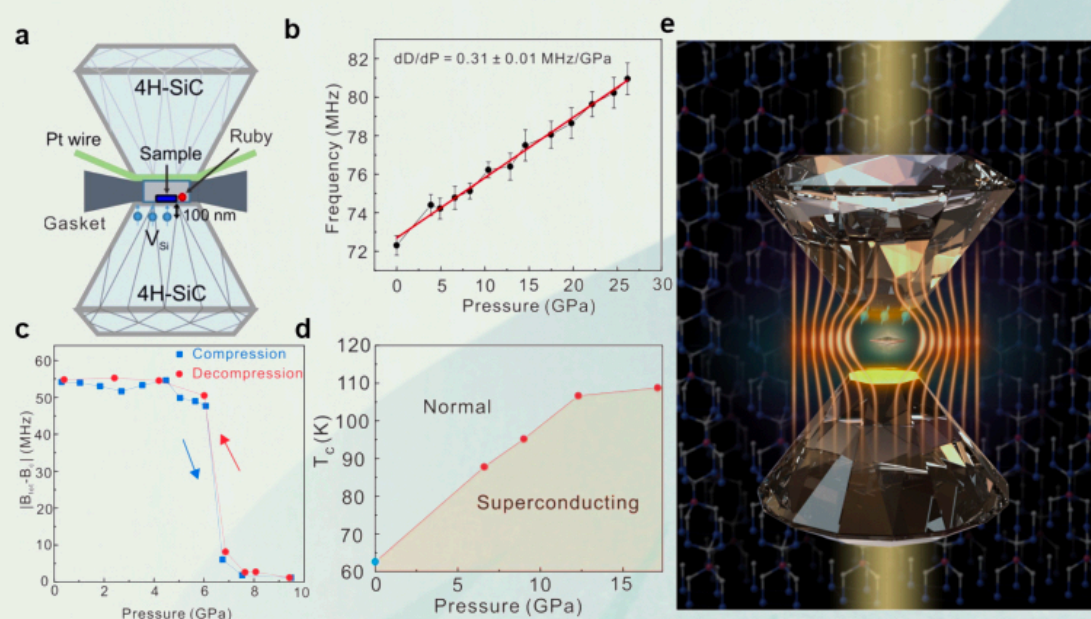 a
4H-SiC
Pt wire
Ruby
Sample
Gasket
100 nm
V_Si
4H-SiC
b
dD/dP = 0.31 ± 0.01 MHz/GPa
Frequency (MHz)
82
80
78
76
74
72
0 5 10 15 20 25 30
Pressure (GPa)
c
Compression
Decompression
60
50
40
30
20
10
0
0 2 4 6 8 10
Pressure (GPa)
d
120
110
100
90
80
70
60
T_c (K)
Normal
Superconducting
0 5 10 15
Pressure (GPa)
e